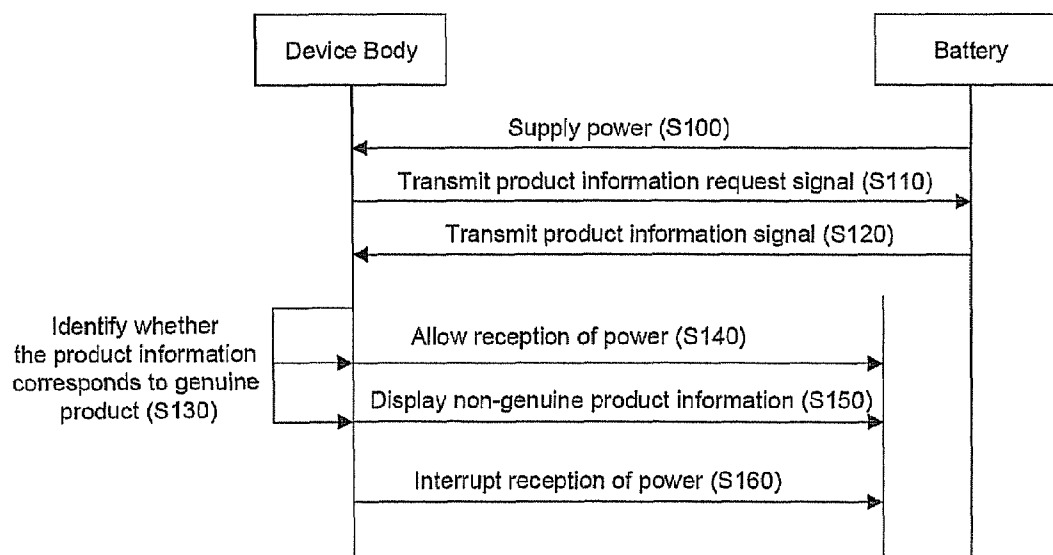 Device Body
Battery
Supply power (S100)
Transmit product information request signal (S110)
Transmit product information signal (S120)
Identify whether
the product information
corresponds to genuine
product (S130)
Allow reception of power (S140)
Display non-genuine product information (S150)
Interrupt reception of power (S160)